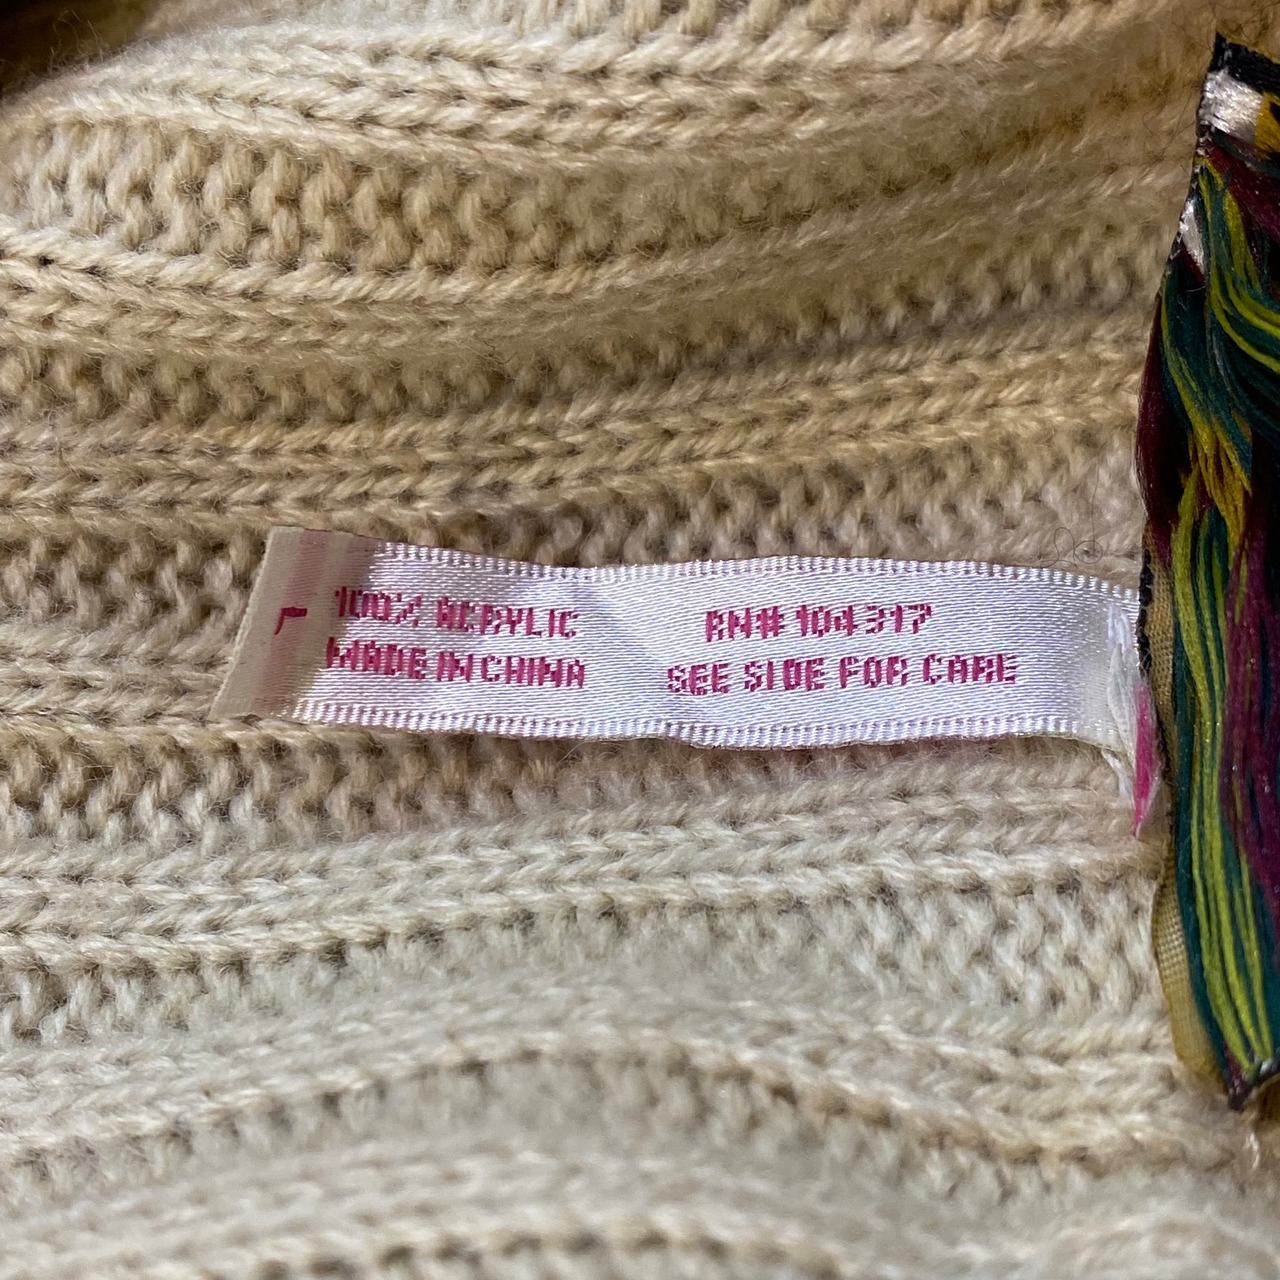 L
100% ACRYLIC
MADE IN CHINA
RN# 104317
SEE SIDE FOR CARE